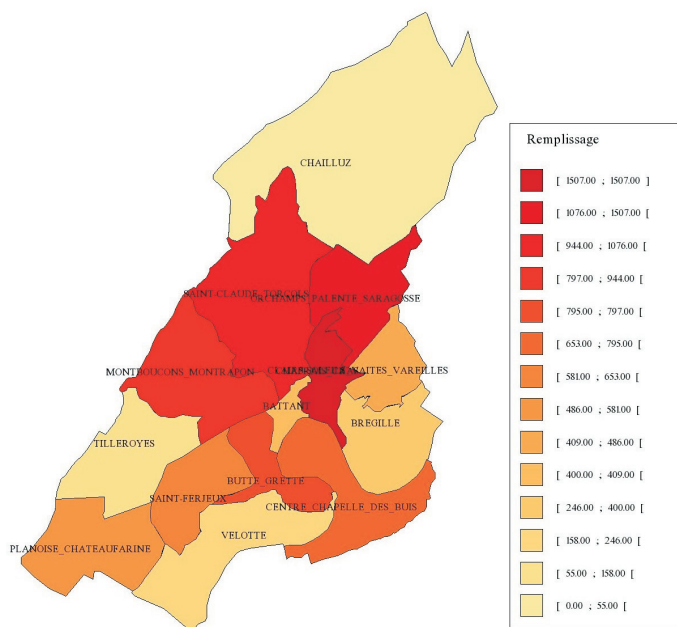 CHAILLUZ
SAINT-CLAUDE_TORCOLS
ORCHAMPS_PALENTE_SARAGOSSE
MONTBOUCONS_MONTRAPON
VAITES_VAREILLES
BATTANT
BREGILLE
TILLEROYES
BUTTE_GRETTE
SAINT-FERJEUX
CENTRE_CHAPELLE_DES_BUIS
VELOTTE
PLANOISE_CHATEAUFARINE
Remplissage
[ 1507.00 ; 1507.00 ]
[ 1076.00 ; 1507.00 [
[ 944.00 ; 1076.00 [
[ 797.00 ; 944.00 [
[ 795.00 ; 797.00 [
[ 653.00 ; 795.00 [
[ 581.00 ; 653.00 [
[ 486.00 ; 581.00 [
[ 409.00 ; 486.00 [
[ 400.00 ; 409.00 [
[ 246.00 ; 400.00 [
[ 158.00 ; 246.00 [
[ 55.00 ; 158.00 [
[ 0.00 ; 55.00 [